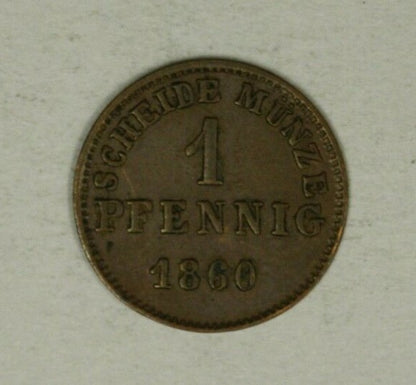 SCHEIDE MÜNZE
1
PFENNIG
1860